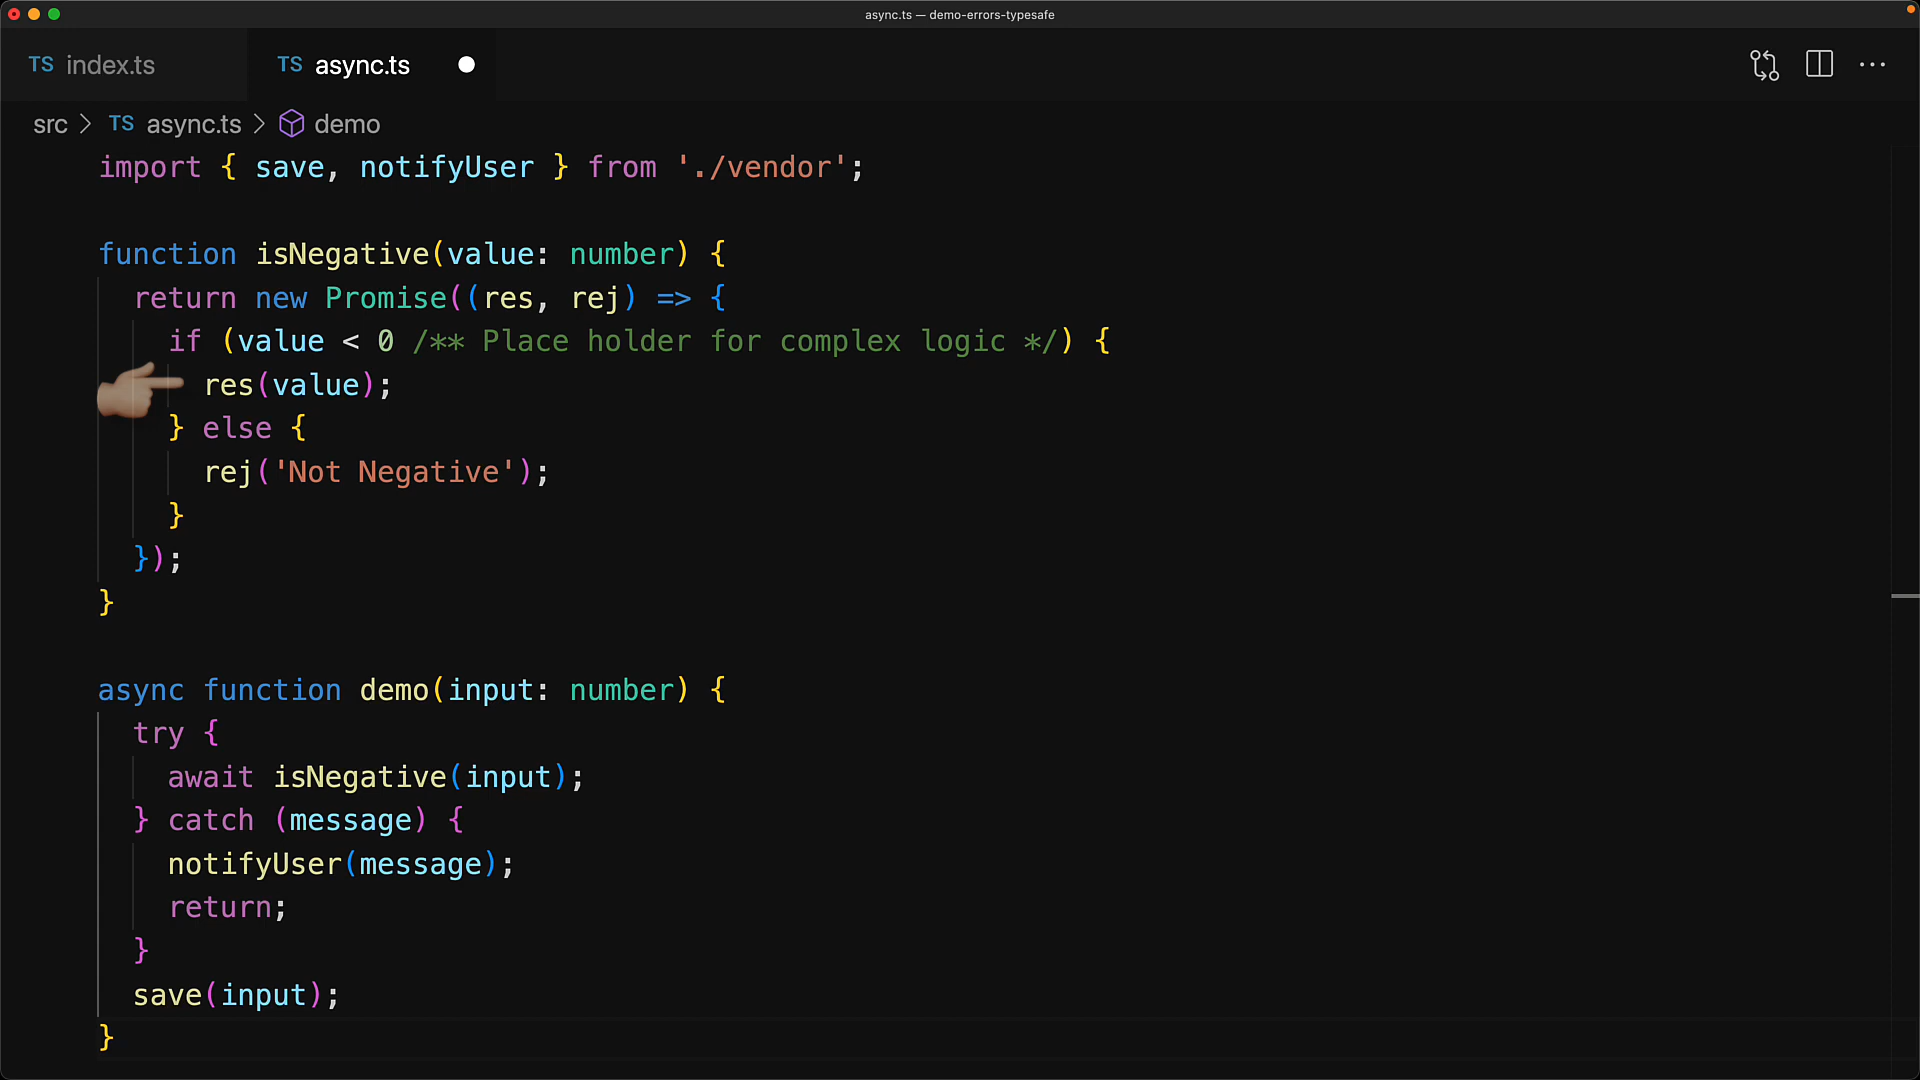 async.ts — demo-errors-typesafe
TS index.ts TS async.ts
src > TS async.ts > demo
import { save, notifyUser } from './vendor';
function isNegative(value: number) {
  return new Promise((res, rej) => {
    if (value < 0 /** Place holder for complex logic */) {
      res(value);
    } else {
      rej('Not Negative');
    }
  });
}
async function demo(input: number) {
  try {
    await isNegative(input);
  } catch (message) {
    notifyUser(message);
    return;
  }
  save(input);
}